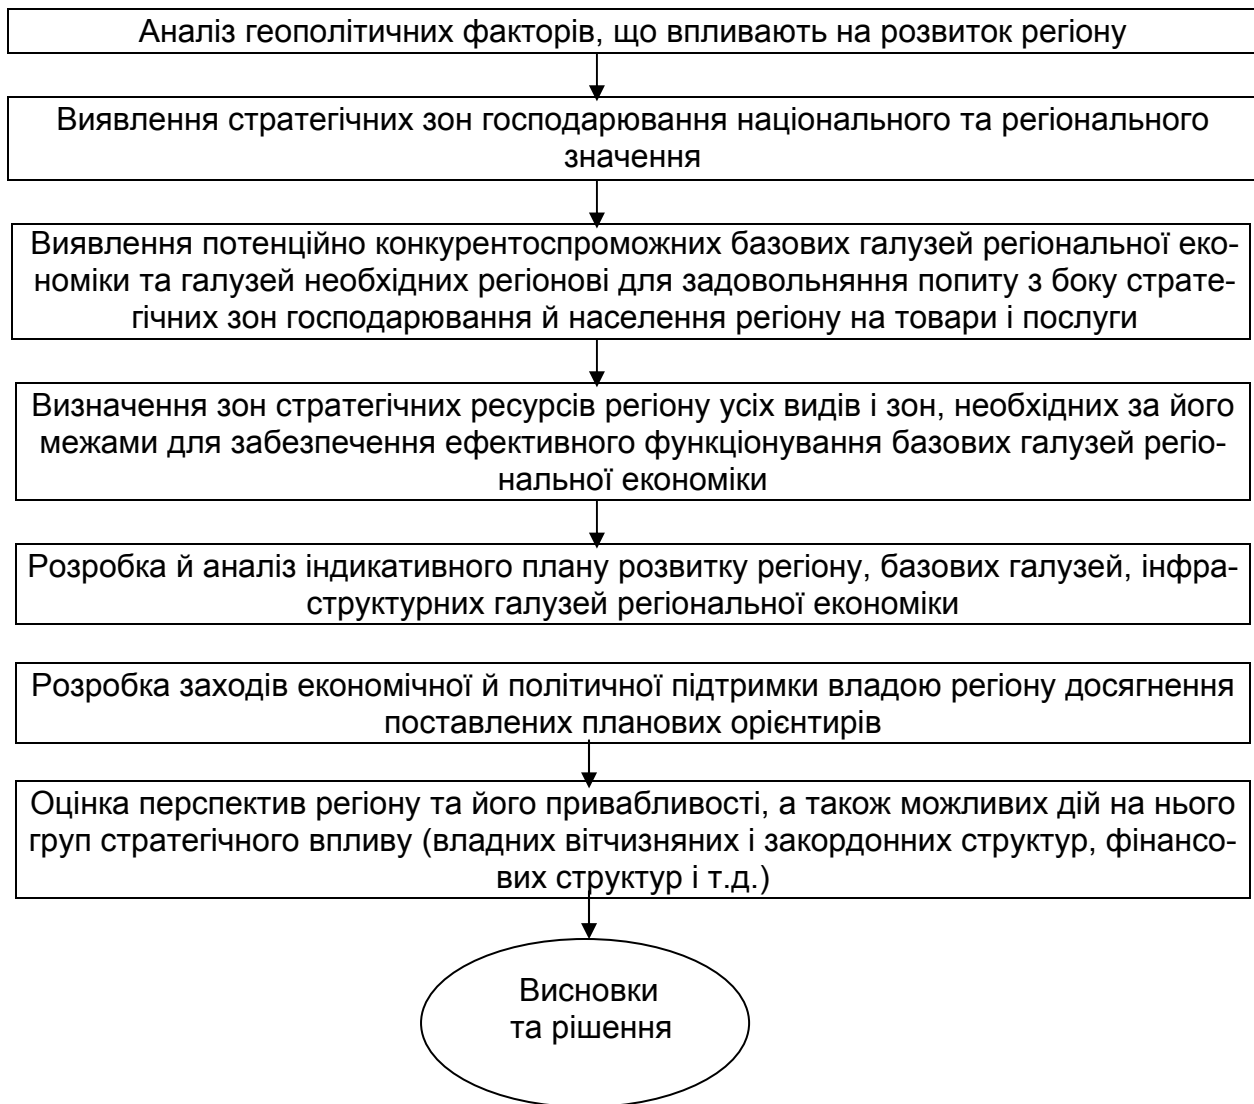 Аналіз геополітичних факторів, що впливають на розвиток регіону
Виявлення стратегічних зон господарювання національного та регіонального
значення
Виявлення потенційно конкурентоспроможних базових галузей регіональної еко-
номіки та галузей необхідних регіонові для задовольняння попиту з боку страте-
гічних зон господарювання й населення регіону на товари і послуги
Визначення зон стратегічних ресурсів регіону усіх видів і зон, необхідних за його
межами для забезпечення ефективного функціонування базових галузей регіо-
нальної економіки
Розробка й аналіз індикативного плану розвитку регіону, базових галузей, інфра-
структурних галузей регіональної економіки
Розробка заходів економічної й політичної підтримки владою регіону досягнення
поставлених планових орієнтирів
Оцінка перспектив регіону та його привабливості, а також можливих дій на нього
груп стратегічного впливу (владних вітчизняних і закордонних структур, фінансо-
вих структур і т.д.)
Висновки
та рішення